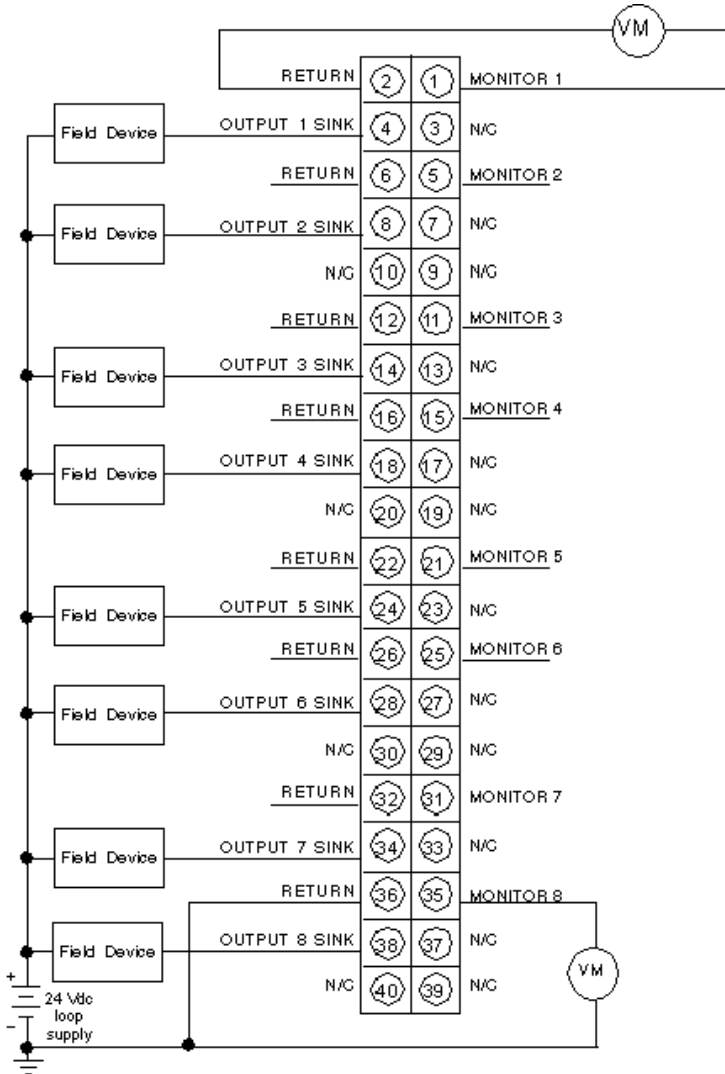 VM
RETURN 2 1 MONITOR 1
Field Device OUTPUT 1 SINK 4 3 N/C
RETURN 6 5 MONITOR 2
Field Device OUTPUT 2 SINK 8 7 N/C
N/C 10 9 N/C
RETURN 12 11 MONITOR 3
Field Device OUTPUT 3 SINK 14 13 N/C
RETURN 16 15 MONITOR 4
Field Device OUTPUT 4 SINK 18 17 N/C
N/C 20 19 N/C
RETURN 22 21 MONITOR 5
Field Device OUTPUT 5 SINK 24 23 N/C
RETURN 26 25 MONITOR 6
Field Device OUTPUT 6 SINK 28 27 N/C
N/C 30 29 N/C
RETURN 32 31 MONITOR 7
Field Device OUTPUT 7 SINK 34 33 N/C
RETURN 36 35 MONITOR 8
Field Device OUTPUT 8 SINK 38 37 N/C
VM
N/C 40 39 N/C
+
24 Vdc
loop
supply
−